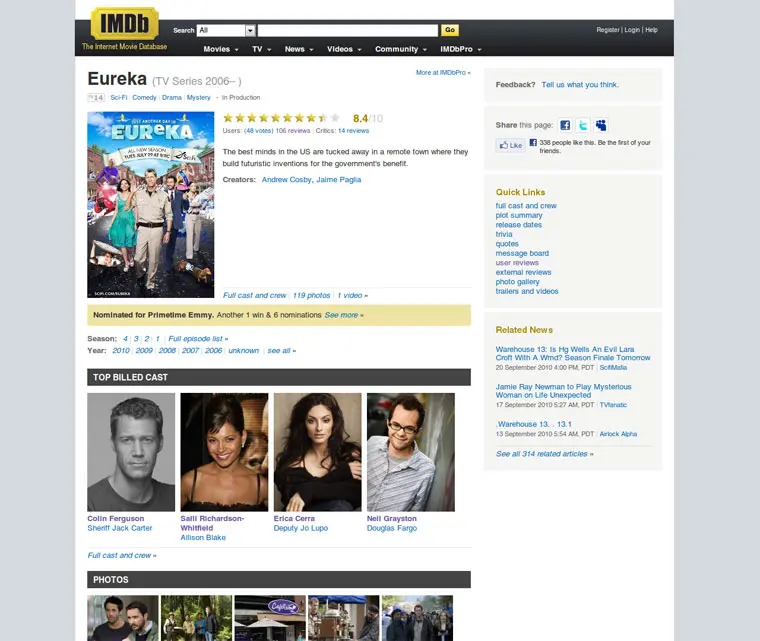 IMDb
The Internet Movie Database
Search All Go
Register | Login | Help
Movies TV News Videos Community IMDbPro
Eureka (TV Series 2006– )
More at IMDbPro »
TV14 Sci-Fi | Comedy | Drama | Mystery - In Production
JUST ANOTHER DAY IN
EUREKA
ALL NEW SEASON
SCIFI.COM/EUREKA
8.4/10
Users: (48 votes) 106 reviews | Critics: 14 reviews
The best minds in the US are tucked away in a remote town where they
build futuristic inventions for the government's benefit.
Creators: Andrew Cosby, Jaime Paglia
Full cast and crew | 119 photos | 1 video »
Nominated for Primetime Emmy. Another 1 win & 6 nominations See more »
Season: 4 | 3 | 2 | 1 | Full episode list »
Year: 2010 | 2009 | 2008 | 2007 | 2006 | unknown | see all »
TOP BILLED CAST
Colin Ferguson
Sheriff Jack Carter
Salli Richardson-
Whitfield
Allison Blake
Erica Cerra
Deputy Jo Lupo
Neil Grayston
Douglas Fargo
Full cast and crew »
PHOTOS
Feedback? Tell us what you think.
Share this page:
Like
338 people like this. Be the first of your
friends.
Quick Links
full cast and crew
plot summary
release dates
trivia
quotes
message board
user reviews
external reviews
photo gallery
trailers and videos
Related News
Warehouse 13: Is Hg Wells An Evil Lara
Croft With A Wmd? Season Finale Tomorrow
20 September 2010 4:00 PM, PDT | ScifiMafia
Jamie Ray Newman to Play Mysterious
Woman on Life Unexpected
17 September 2010 5:27 AM, PDT | TVfanatic
.Warehouse 13. . 13.1
13 September 2010 5:54 AM, PDT | Airlock Alpha
See all 314 related articles »